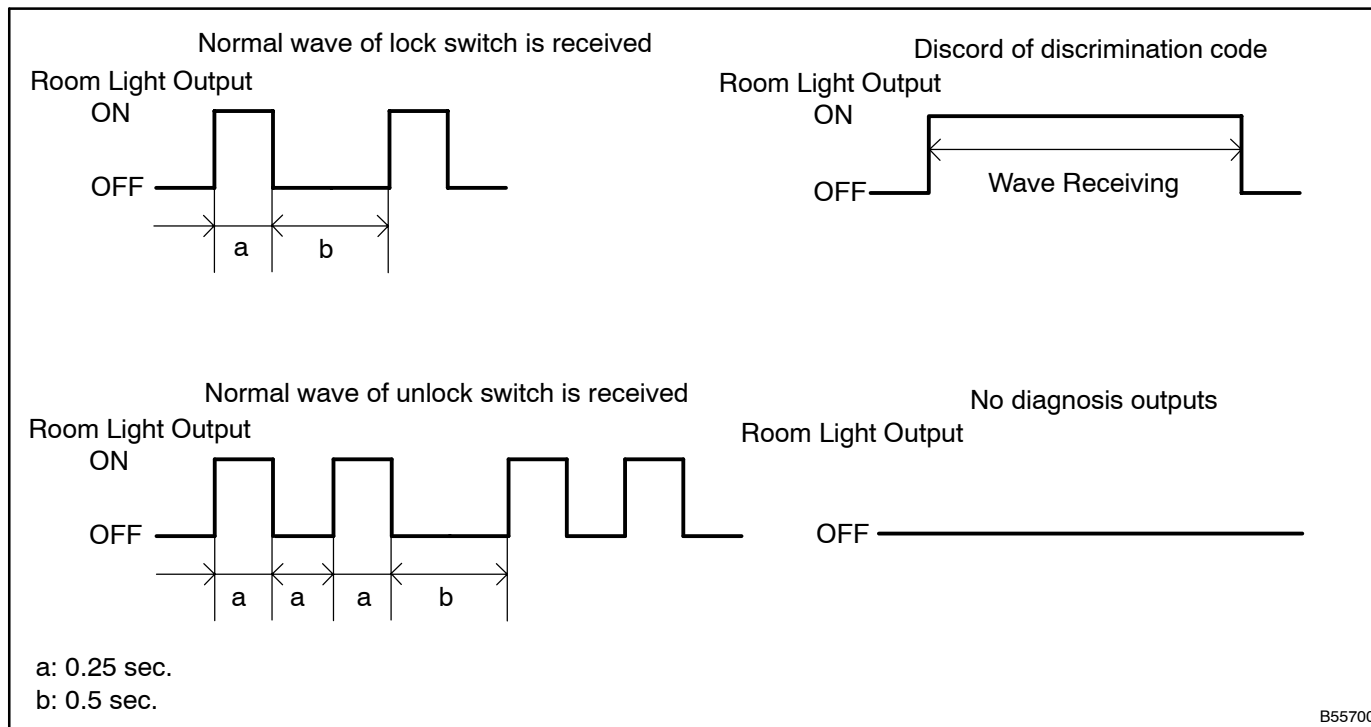 Normal wave of lock switch is received
Room Light Output
ON
OFF
a
b
Discord of discrimination code
Room Light Output
ON
OFF
Wave Receiving
Normal wave of unlock switch is received
Room Light Output
ON
OFF
a
a
a
b
No diagnosis outputs
Room Light Output
OFF
a: 0.25 sec.
b: 0.5 sec.
B55700